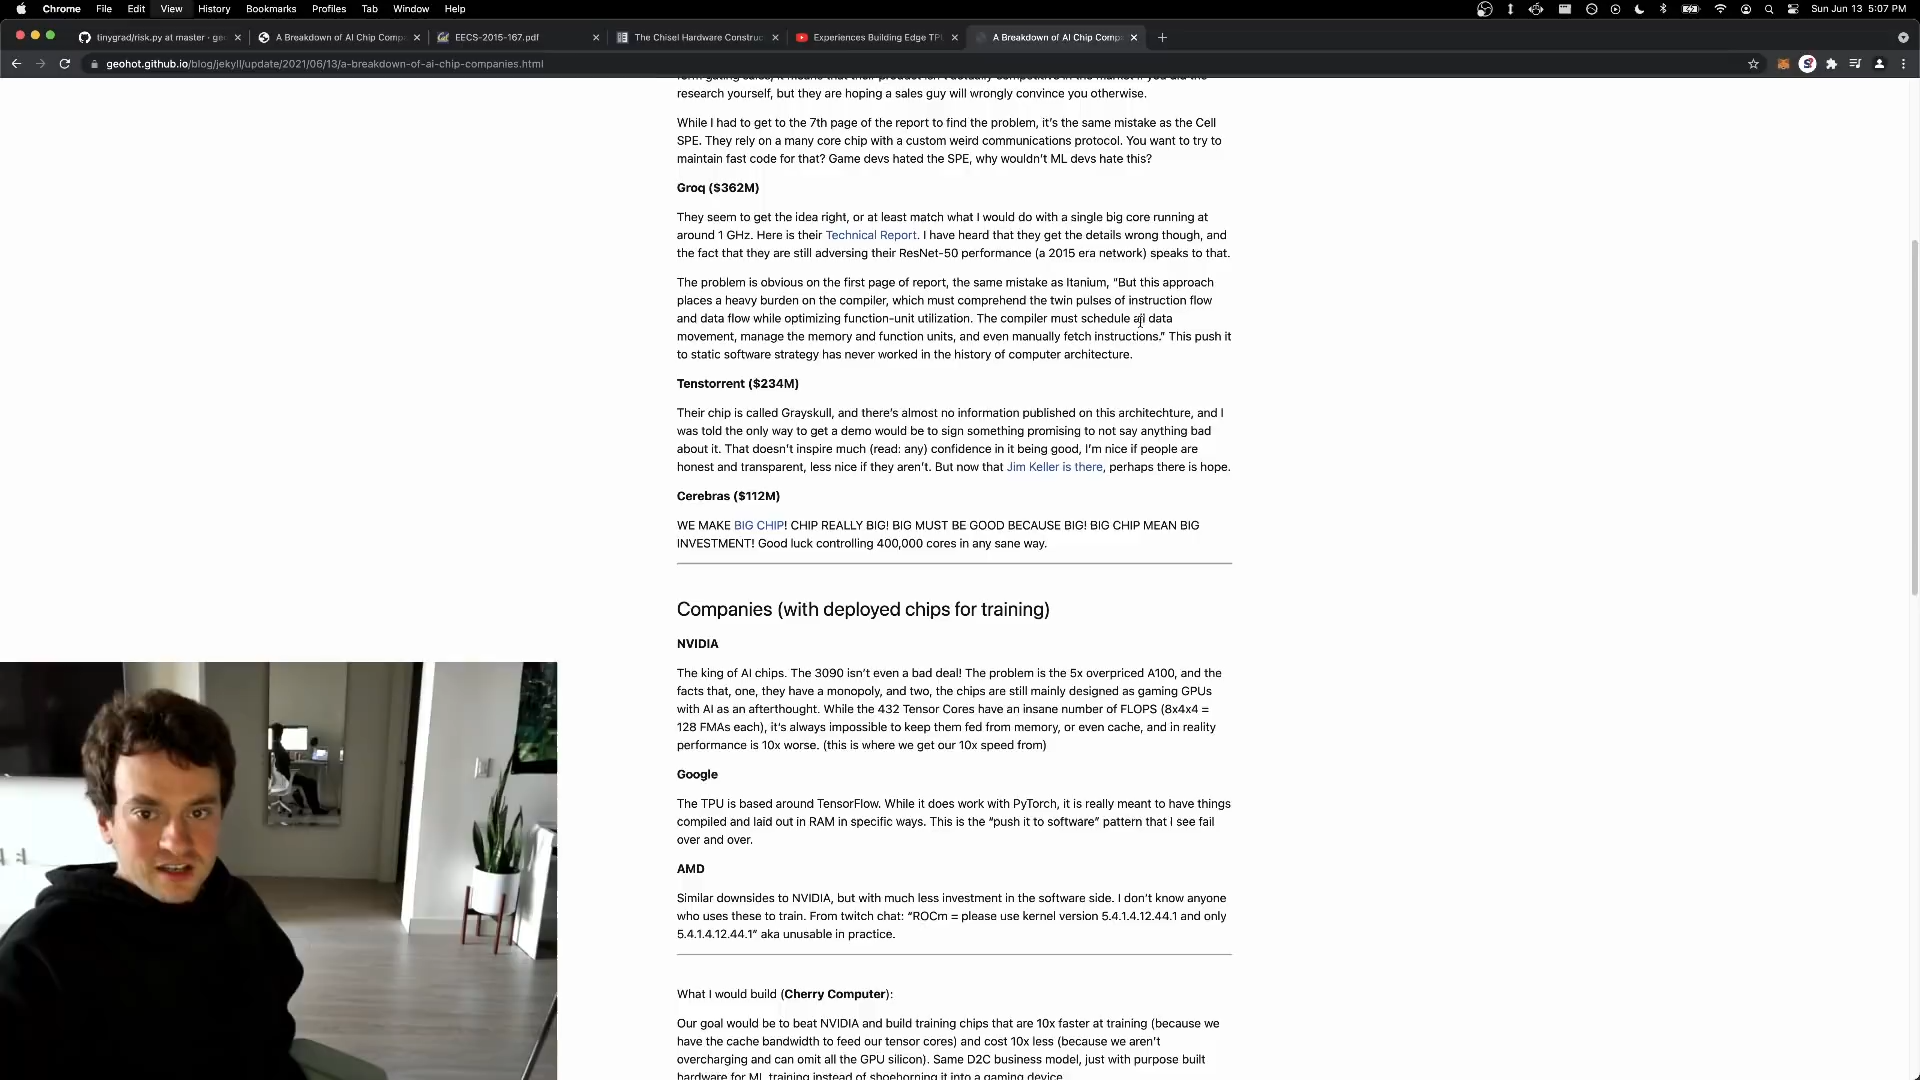 Chrome File Edit View History Bookmarks Profiles Tab Window Help Sun Jun 13 5:07 PM
tinygrad/risk.py at master · geo
A Breakdown of AI Chip Comp
EECS-2015-167.pdf
The Chisel Hardware Construc
Experiences Building Edge TP
A Breakdown of AI Chip Comp
geohot.github.io/blog/jekyll/update/2021/06/13/a-breakdown-of-ai-chip-companies.html
research yourself, but they are hoping a sales guy will wrongly convince you otherwise.
While I had to get to the 7th page of the report to find the problem, it's the same mistake as the Cell
SPE. They rely on a many core chip with a custom weird communications protocol. You want to try to
maintain fast code for that? Game devs hated the SPE, why wouldn't ML devs hate this?
Groq ($362M)
They seem to get the idea right, or at least match what I would do with a single big core running at
around 1 GHz. Here is their Technical Report. I have heard that they get the details wrong though, and
the fact that they are still adversing their ResNet-50 performance (a 2015 era network) speaks to that.
The problem is obvious on the first page of report, the same mistake as Itanium, "But this approach
places a heavy burden on the compiler, which must comprehend the twin pulses of instruction flow
and data flow while optimizing function-unit utilization. The compiler must schedule all data
movement, manage the memory and function units, and even manually fetch instructions." This push it
to static software strategy has never worked in the history of computer architecture.
Tenstorrent ($234M)
Their chip is called Grayskull, and there's almost no information published on this architechture, and I
was told the only way to get a demo would be to sign something promising to not say anything bad
about it. That doesn't inspire much (read: any) confidence in it being good, I'm nice if people are
honest and transparent, less nice if they aren't. But now that Jim Keller is there, perhaps there is hope.
Cerebras ($112M)
WE MAKE BIG CHIP! CHIP REALLY BIG! BIG MUST BE GOOD BECAUSE BIG! BIG CHIP MEAN BIG
INVESTMENT! Good luck controlling 400,000 cores in any sane way.
Companies (with deployed chips for training)
NVIDIA
The king of AI chips. The 3090 isn't even a bad deal! The problem is the 5x overpriced A100, and the
facts that, one, they have a monopoly, and two, the chips are still mainly designed as gaming GPUs
with AI as an afterthought. While the 432 Tensor Cores have an insane number of FLOPS (8x4x4 =
128 FMAs each), it's always impossible to keep them fed from memory, or even cache, and in reality
performance is 10x worse. (this is where we get our 10x speed from)
Google
The TPU is based around TensorFlow. While it does work with PyTorch, it is really meant to have things
compiled and laid out in RAM in specific ways. This is the "push it to software" pattern that I see fail
over and over.
AMD
Similar downsides to NVIDIA, but with much less investment in the software side. I don't know anyone
who uses these to train. From twitch chat: "ROCm = please use kernel version 5.4.1.4.12.44.1 and only
5.4.1.4.12.44.1" aka unusable in practice.
What I would build (Cherry Computer):
Our goal would be to beat NVIDIA and build training chips that are 10x faster at training (because we
have the cache bandwidth to feed our tensor cores) and cost 10x less (because we aren't
overcharging and can omit all the GPU silicon). Same D2C business model, just with purpose built
hardware for ML training instead of shoehorning it into a gaming device.